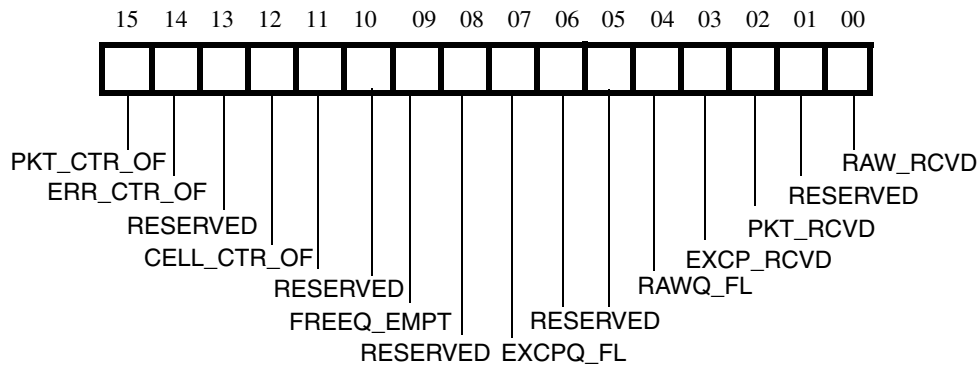 15 14 13 12 11 10 09 08 07 06 05 04 03 02 01 00
PKT_CTR_OF RAW_RCVD
ERR_CTR_OF RESERVED
RESERVED PKT_RCVD
CELL_CTR_OF EXCP_RCVD
RESERVED RAWQ_FL
FREEQ_EMPT RESERVED
RESERVED EXCPQ_FL